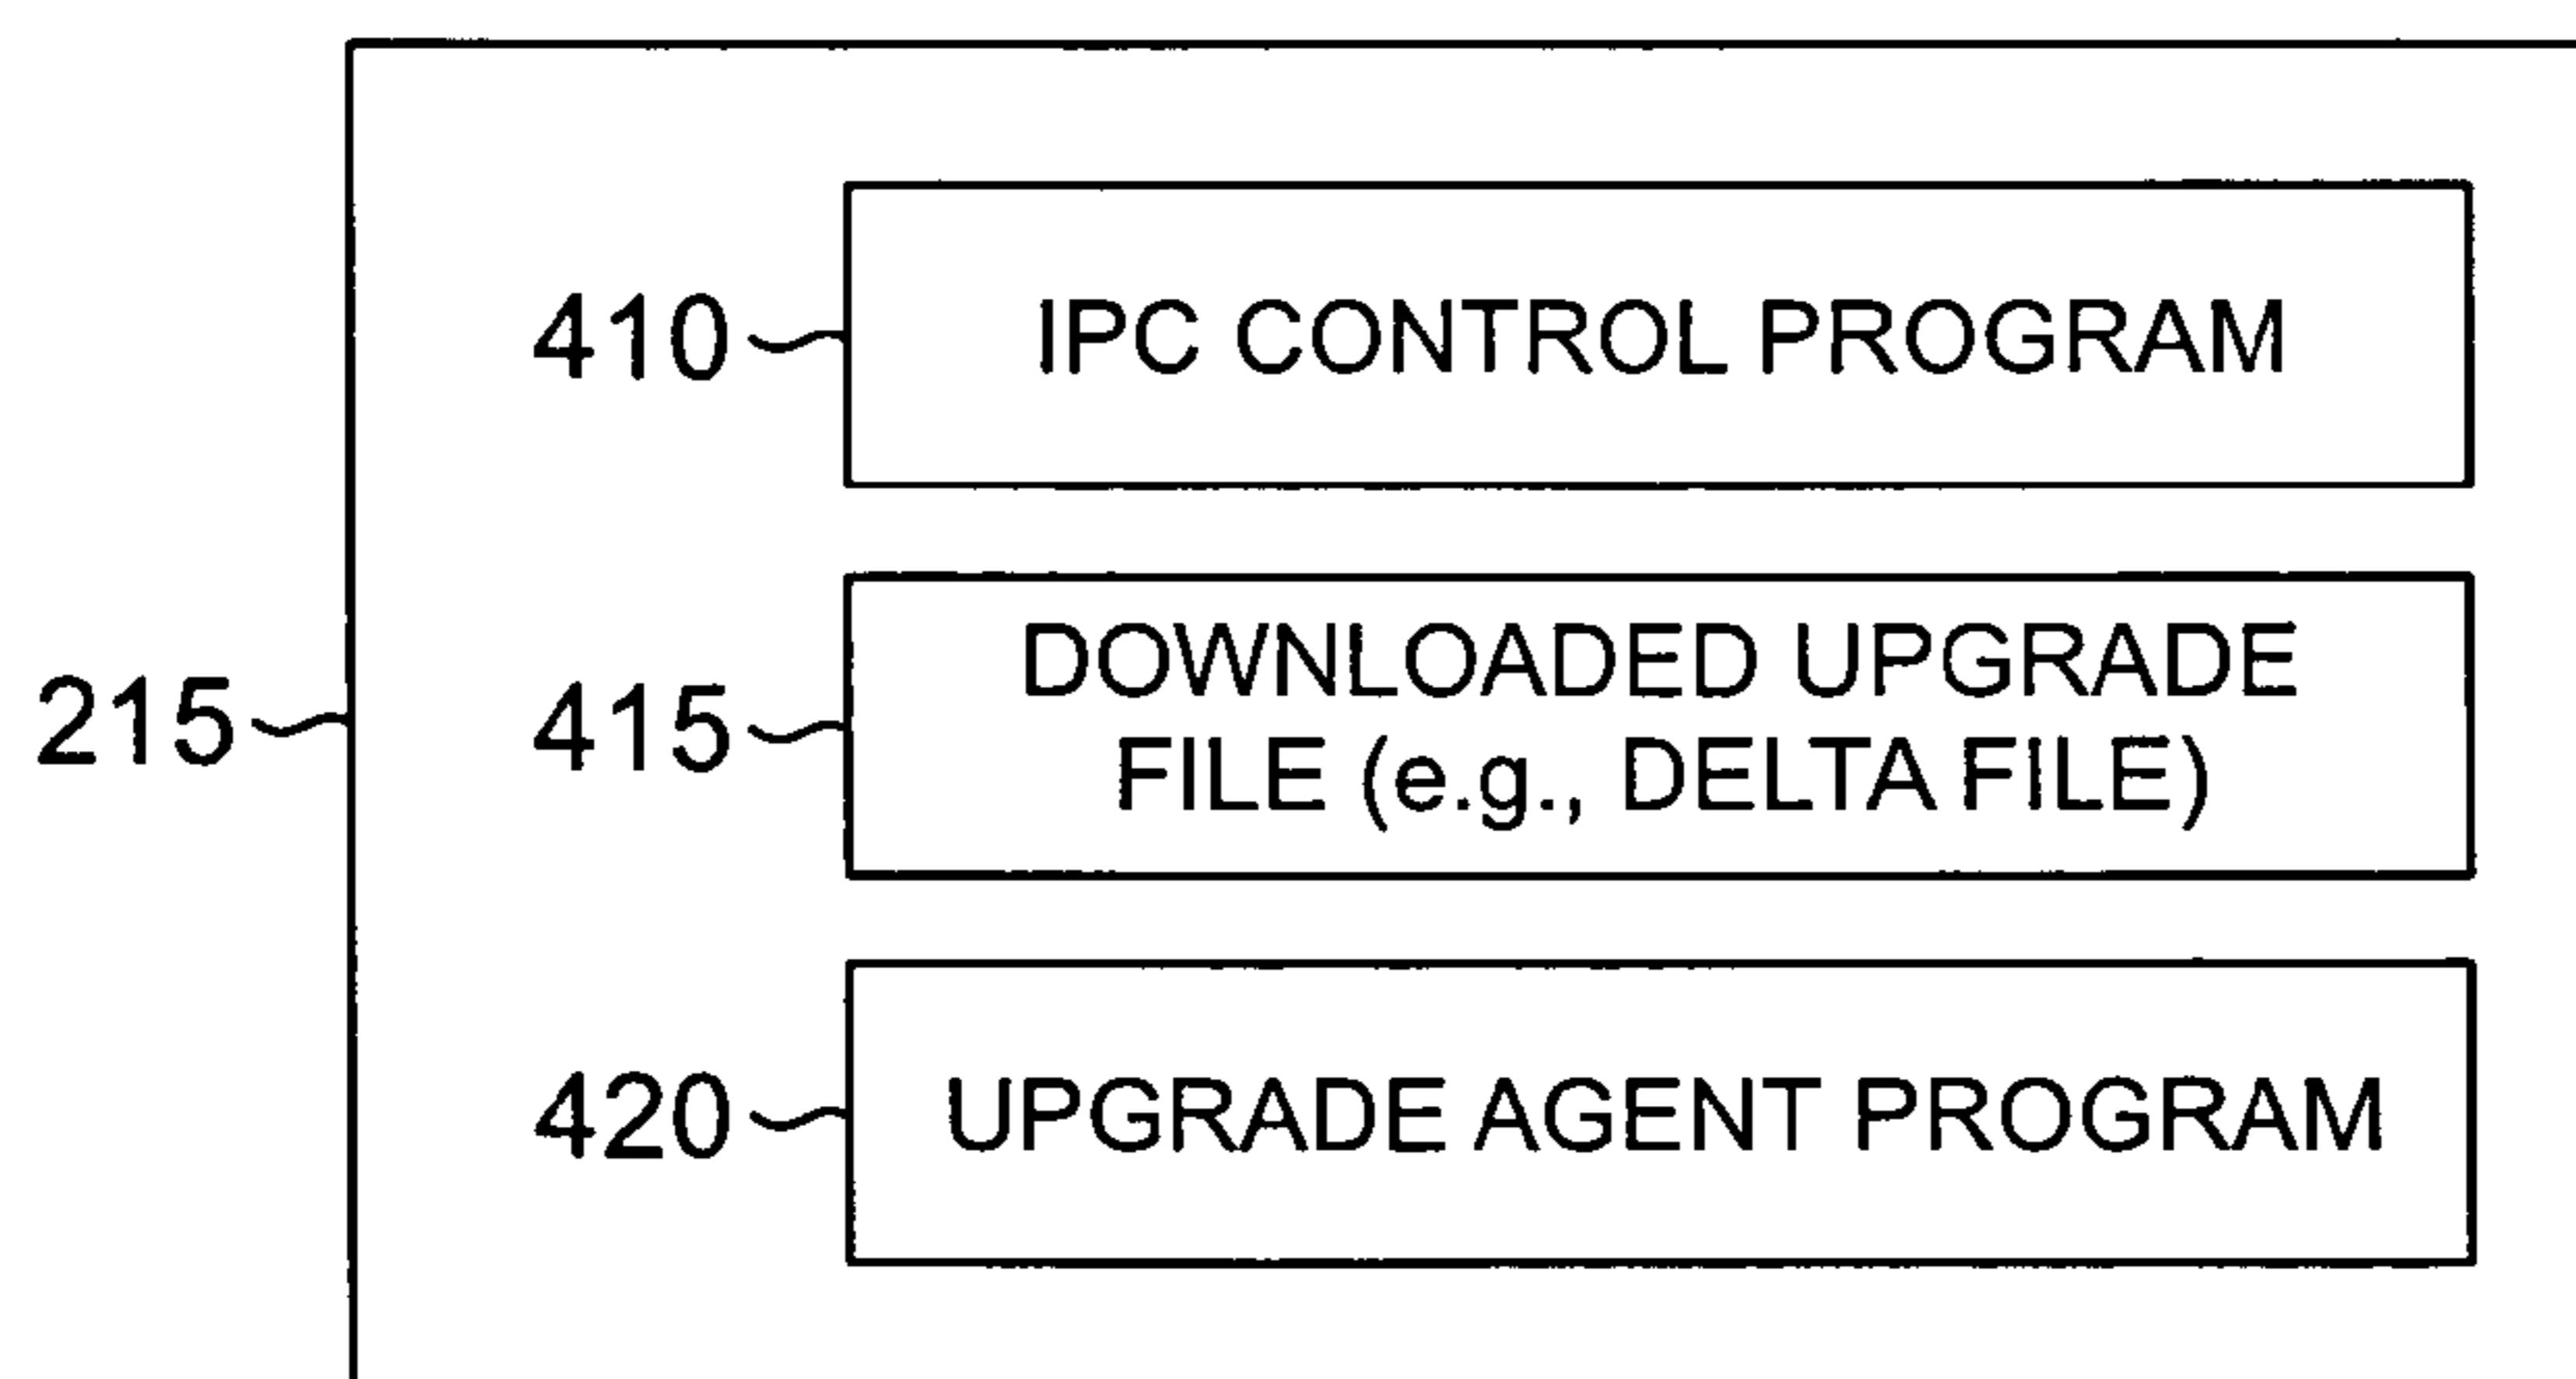 410 IPC CONTROL PROGRAM
215
415 DOWNLOADED UPGRADE
FILE (e.g., DELTA FILE)
420 UPGRADE AGENT PROGRAM